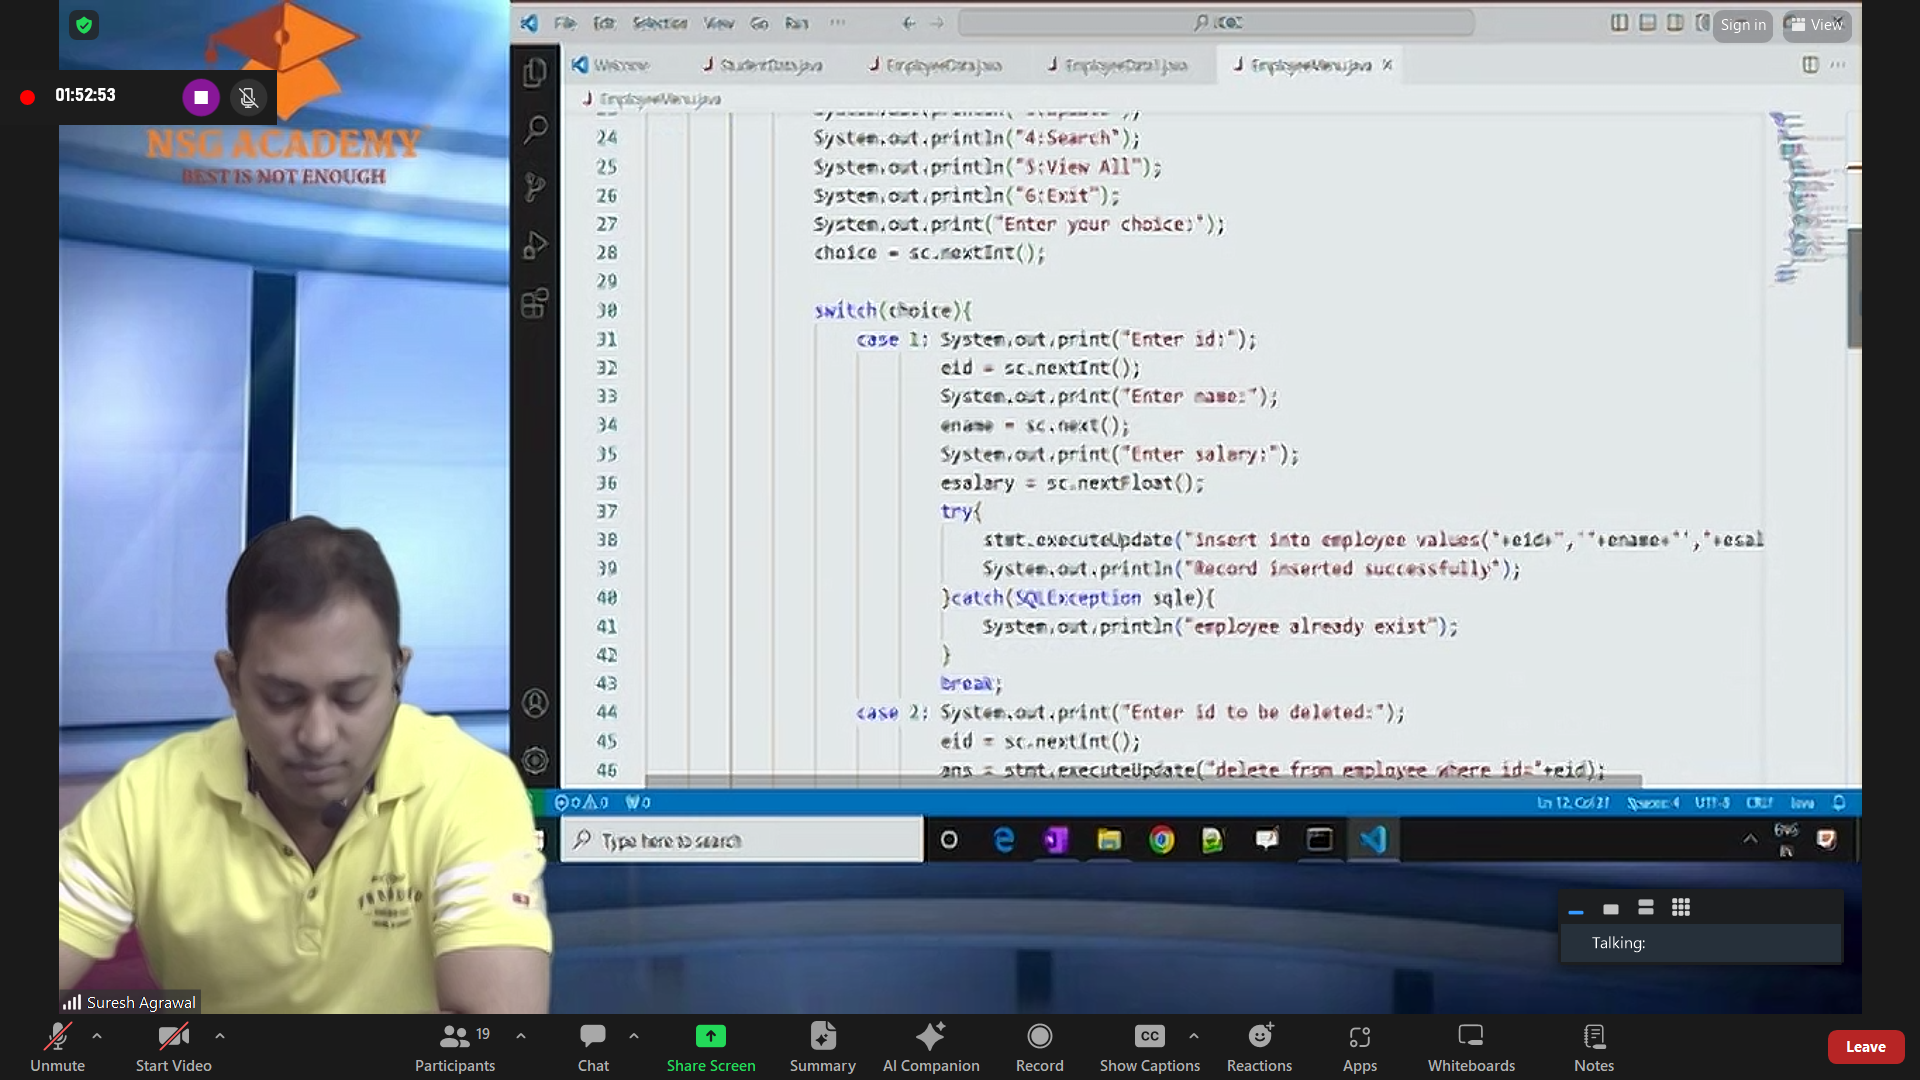 01:52:53
NSG ACADEMY
BEST IS NOT ENOUGH
File Edit Selection View Go Run ...
Sign in
View
Welcome
StudentData.java
EmployeeData.java
EmployeeData1.java
EmployeeMenu.java
EmployeeMenu.java
24 System.out.println("4:Search");
25 System.out.println("5:View All");
26 System.out.println("6:Exit");
27 System.out.print("Enter your choice:");
28 choice = sc.nextInt();
29
30 switch(choice){
31 case 1: System.out.print("Enter id:");
32 eid = sc.nextInt();
33 System.out.print("Enter name:");
34 ename = sc.next();
35 System.out.print("Enter salary:");
36 esalary = sc.nextFloat();
37 try{
38 stmt.executeUpdate("insert into employee values("+eid+",'"+ename+"',"+esal
39 System.out.println("Record inserted successfully");
40 }catch(SQLException sqle){
41 System.out.println("employee already exist");
42 }
43 break;
44 case 2: System.out.print("Enter id to be deleted:");
45 eid = sc.nextInt();
46 ans = stmt.executeUpdate("delete from employee where id="+eid);
0 0 0
Ln 12, Col 21 Spaces: 4 UTF-8 CRLF Java
Type here to search
Talking:
Suresh Agrawal
Unmute
Start Video
Participants 19
Chat
Share Screen
Summary
AI Companion
Record
CC
Show Captions
Reactions
Apps
Whiteboards
Notes
Leave